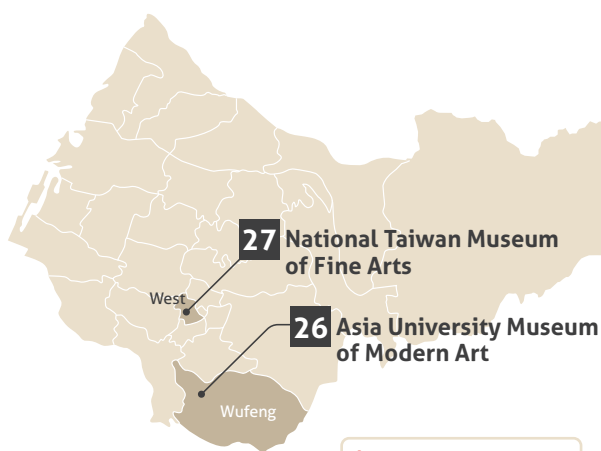 27 National Taiwan Museum
of Fine Arts
West
26 Asia University Museum
of Modern Art
Wufeng